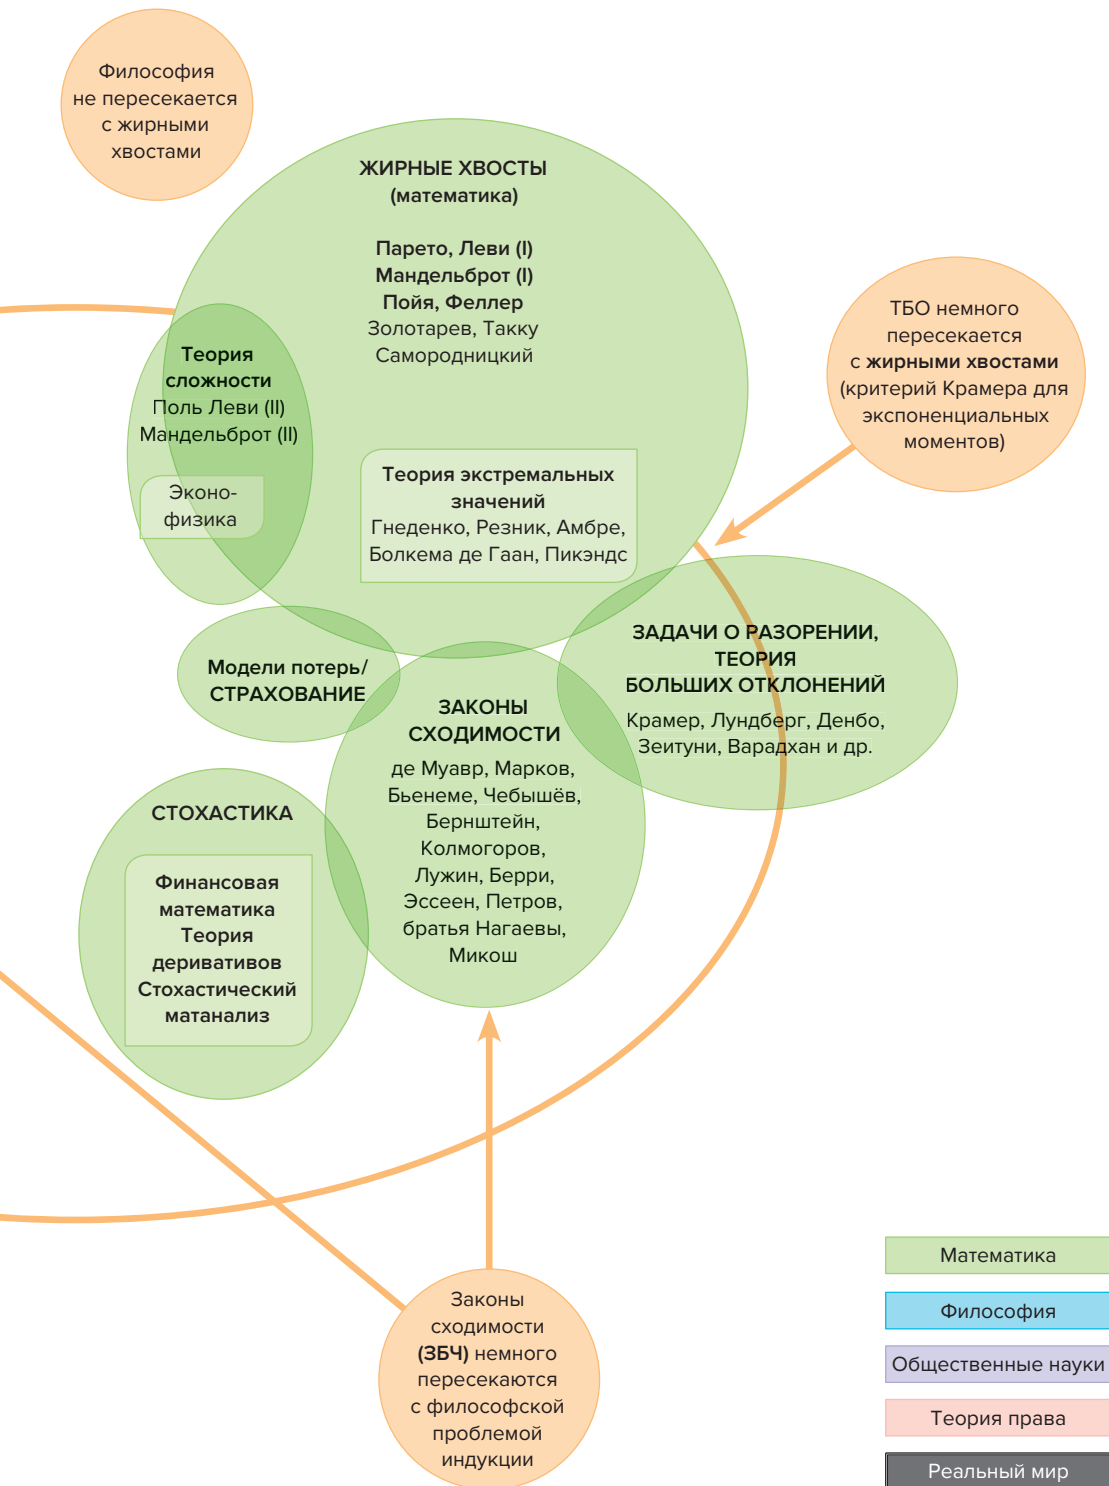 Философия
не пересекается
с жирными
хвостами
ЖИРНЫЕ ХВОСТЫ
(математика)
Парето, Леви (I)
Мандельброт (I)
Пойя, Феллер
Золотарев, Такку
Самородницкий
ТБО немного
пересекается
с жирными хвостами
(критерий Крамера для
экспоненциальных
моментов)
Теория
сложности
Поль Леви (II)
Мандельброт (II)
Эконо-
физика
Теория экстремальных
значений
Гнеденко, Резник, Амбре,
Болкема де Гаан, Пикэндс
ЗАДАЧИ О РАЗОРЕНИИ,
ТЕОРИЯ
БОЛЬШИХ ОТКЛОНЕНИЙ
Крамер, Лундберг, Денбо,
Зеитуни, Варадхан и др.
Модели потерь/
СТРАХОВАНИЕ
ЗАКОНЫ
СХОДИМОСТИ
де Муавр, Марков,
Бьенеме, Чебышёв,
Бернштейн,
Колмогоров,
Лужин, Берри,
Эссеен, Петров,
братья Нагаевы,
Микош
СТОХАСТИКА
Финансовая
математика
Теория
деривативов
Стохастический
матанализ
Законы
сходимости
(ЗБЧ) немного
пересекаются
с философской
проблемой
индукции
Математика
Философия
Общественные науки
Теория права
Реальный мир